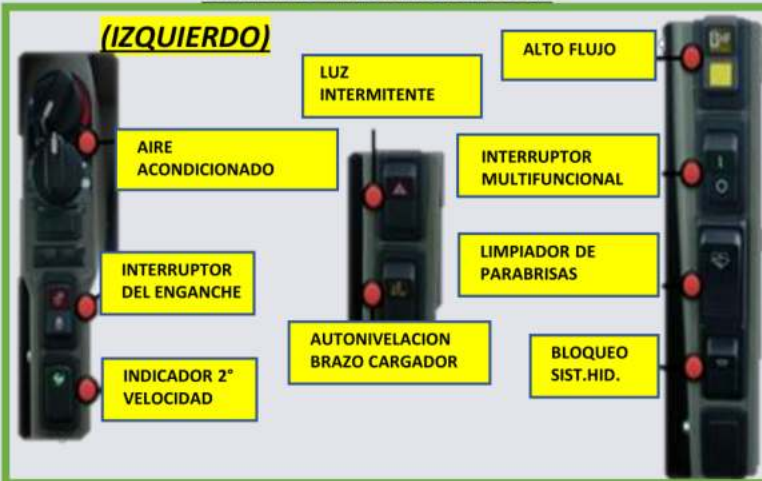 (IZQUIERDO)
ALTO FLUJO
LUZ
INTERMITENTE
AIRE
ACONDICIONADO
INTERRUPTOR
MULTIFUNCIONAL
INTERRUPTOR
DEL ENGANCHE
LIMPIADOR DE
PARABRISAS
AUTONIVELACION
BRAZO CARGADOR
BLOQUEO
SIST.HID.
INDICADOR 2°
VELOCIDAD